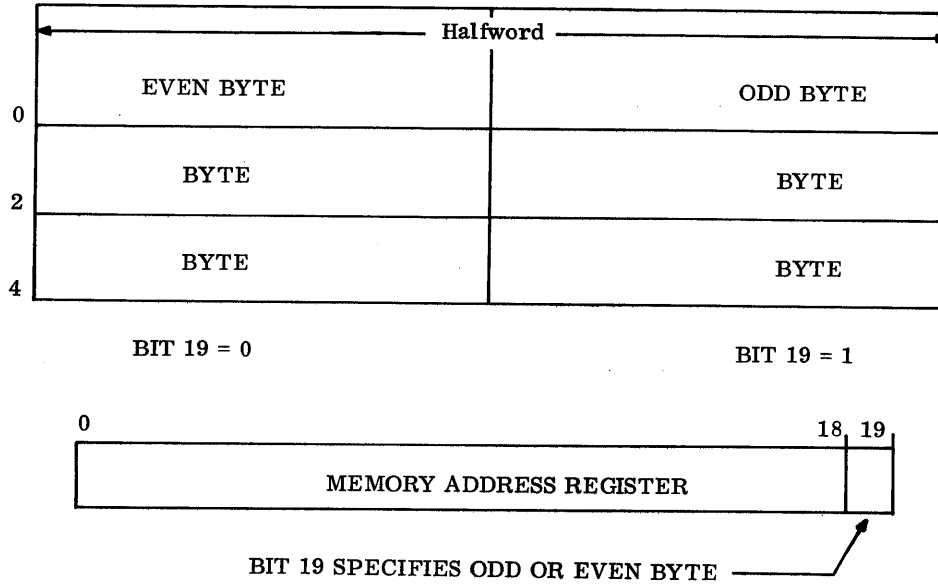 Halfword
EVEN BYTE ODD BYTE
0
BYTE BYTE
2
BYTE BYTE
4
BIT 19 = 0 BIT 19 = 1
0 18 19
MEMORY ADDRESS REGISTER
BIT 19 SPECIFIES ODD OR EVEN BYTE